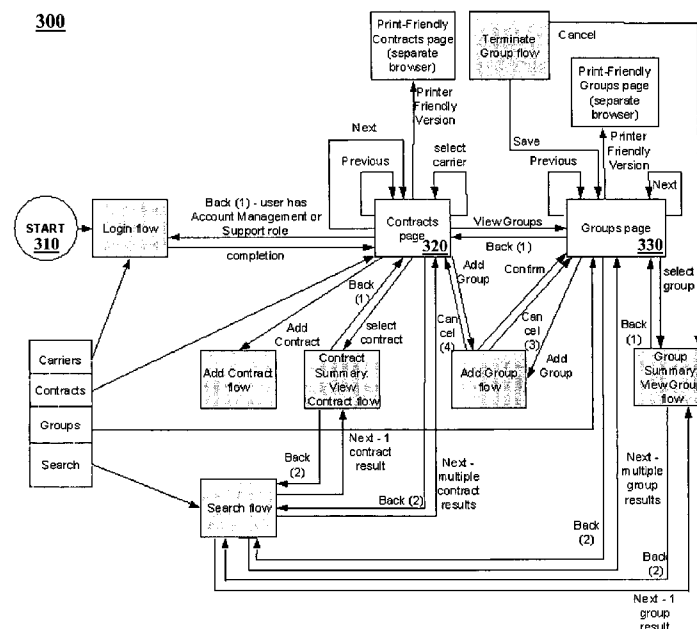 300
Print-Friendly
Contracts page
(separate
browser)
Terminate
Group flow
Cancel
Print-Friendly
Groups page
(separate
browser)
Printer
Friendly
Version
Next
Previous
select
carrier
Save
Printer
Friendly
Version
Previous
Next
START
310
Login flow
Back (1) - user has
Account Management or
Support role
completion
Contracts
page
320
View Groups
Back (1)
Groups page
330
Add
Group
Confirm
select
group
Back
(1)
select
contract
Add
Contract
Can
cel
(4)
Can
cel
(3)
Add
Group
Back
(1)
Carriers
Contracts
Groups
Search
Add Contract
flow
Contract
Summary
View
Contract flow
Add Group
flow
Group
Summary
View Group
flow
Back
(2)
Next - 1
contract
result
Next -
multiple
contract
results
Next -
multiple
group
results
Search flow
Back (2)
Back
(2)
Back
(2)
Next - 1
group
result